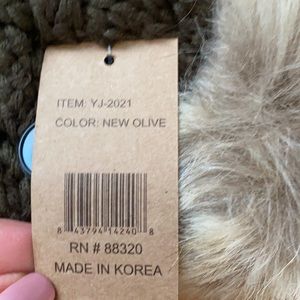 ITEM: YJ-2021
COLOR: NEW OLIVE
8 43794 14240 8
RN # 88320
MADE IN KOREA